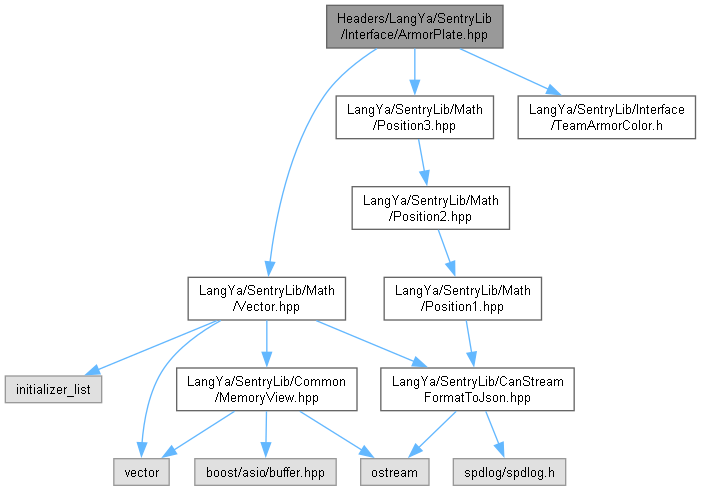 Headers/LangYa/SentryLib
/Interface/ArmorPlate.hpp
LangYa/SentryLib/Math
/Position3.hpp
LangYa/SentryLib/Interface
/TeamArmorColor.h
LangYa/SentryLib/Math
/Position2.hpp
LangYa/SentryLib/Math
/Vector.hpp
LangYa/SentryLib/Math
/Position1.hpp
initializer_list
LangYa/SentryLib/Common
/MemoryView.hpp
LangYa/SentryLib/CanStream
FormatToJson.hpp
vector
boost/asio/buffer.hpp
ostream
spdlog/spdlog.h